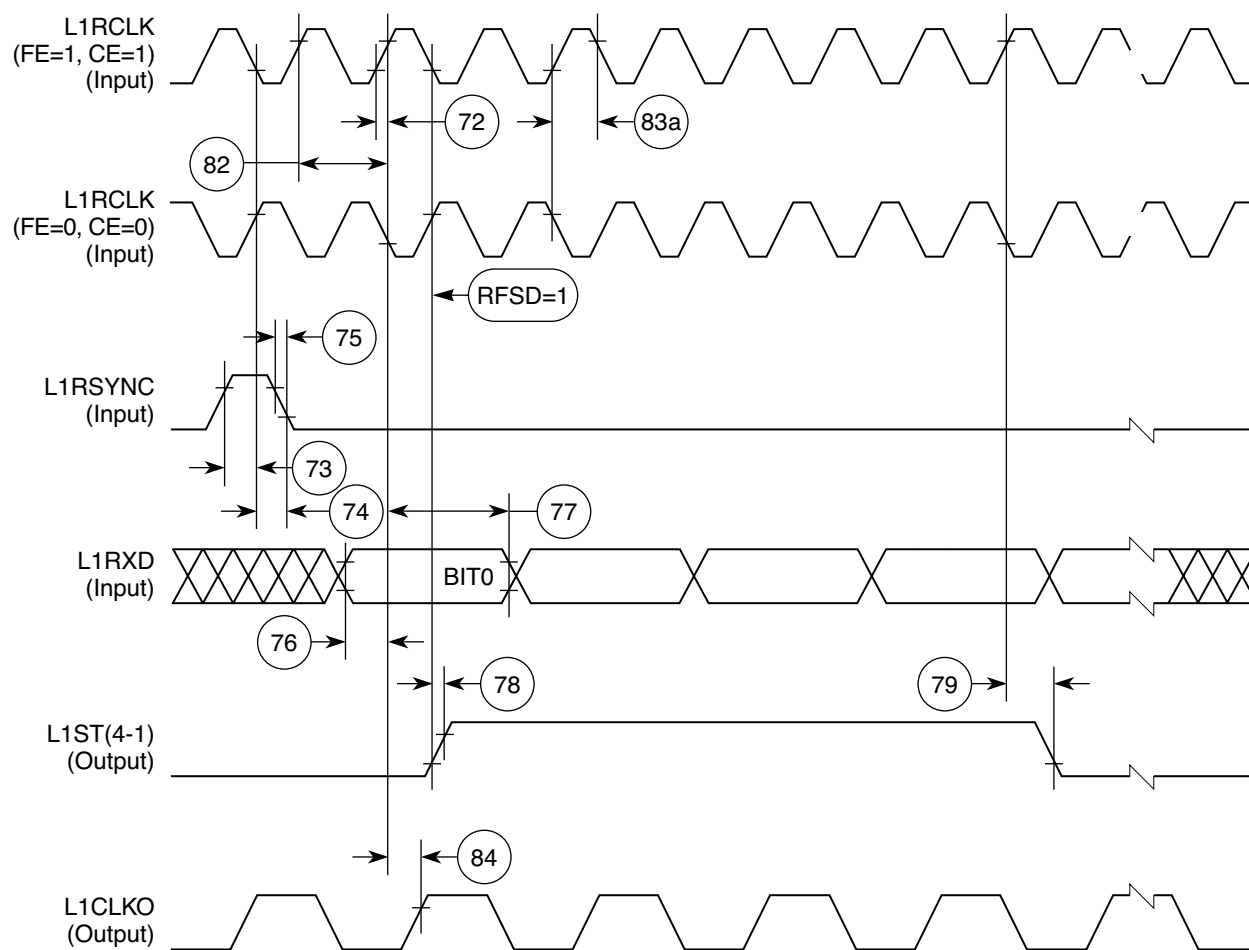 L1RCLK
(FE=1, CE=1)
(Input)
72
83a
82
L1RCLK
(FE=0, CE=0)
(Input)
RFSD=1
75
L1RSYNC
(Input)
73
74
77
L1RXD
(Input)
BIT0
76
78
79
L1ST(4-1)
(Output)
84
L1CLKO
(Output)